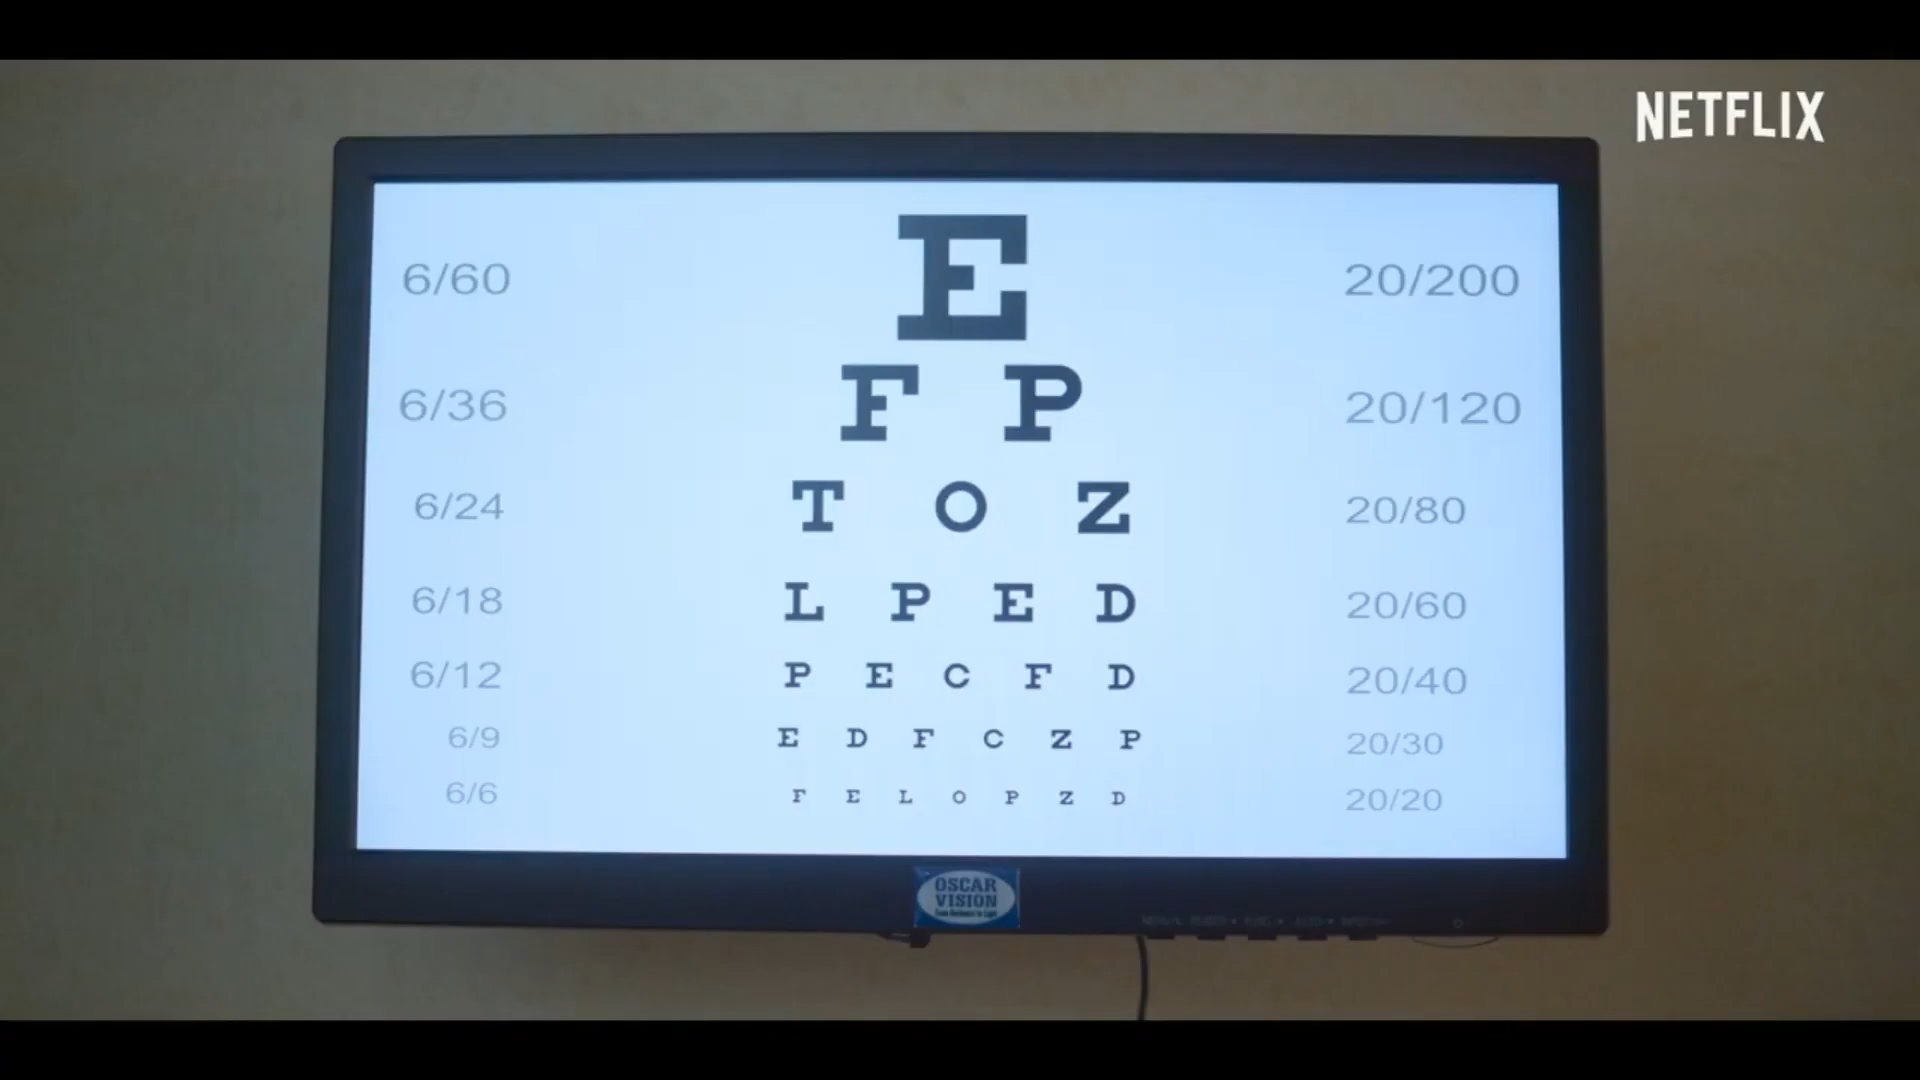 NETFLIX
6/60 E 20/200
6/36 F P 20/120
6/24 T O Z 20/80
6/18 L P E D 20/60
6/12 P E C F D 20/40
6/9 E D F C Z P 20/30
6/6 F E L O P Z D 20/20
OSCAR
VISION